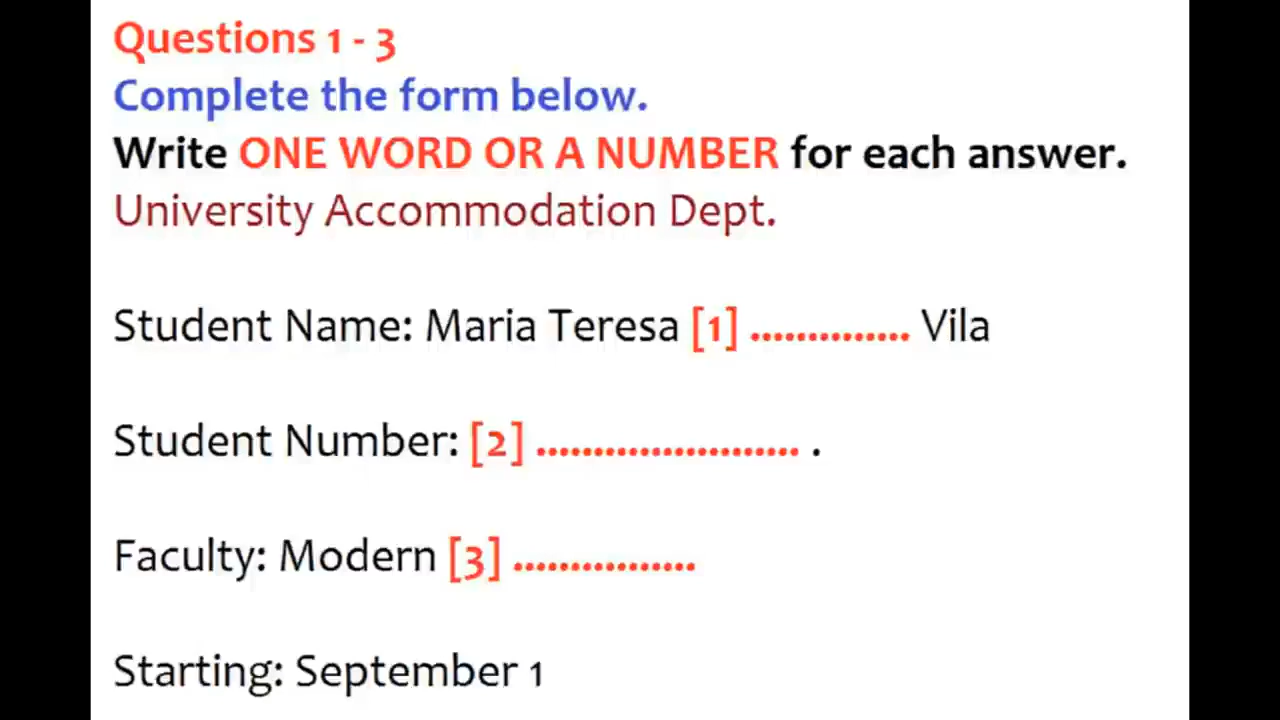 Questions 1 - 3
Complete the form below.
Write ONE WORD OR A NUMBER for each answer.
University Accommodation Dept.
Student Name: Maria Teresa [1] .............. Vila
Student Number: [2] ....................... .
Faculty: Modern [3] ................
Starting: September 1